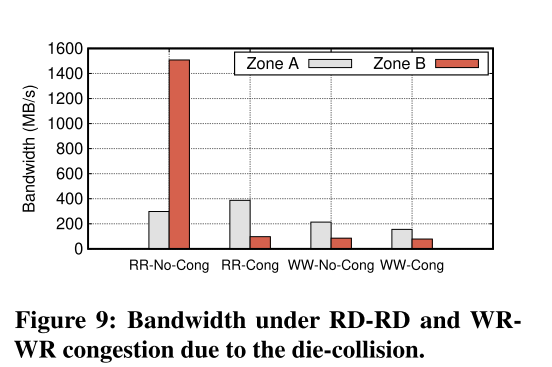 1600
1400
1200
1000
800
600
400
200
0
Bandwidth (MB/s)
Zone A
Zone B
RR-No-Cong RR-Cong WW-No-Cong WW-Cong
Figure 9: Bandwidth under RD-RD and WR-
WR congestion due to the die-collision.